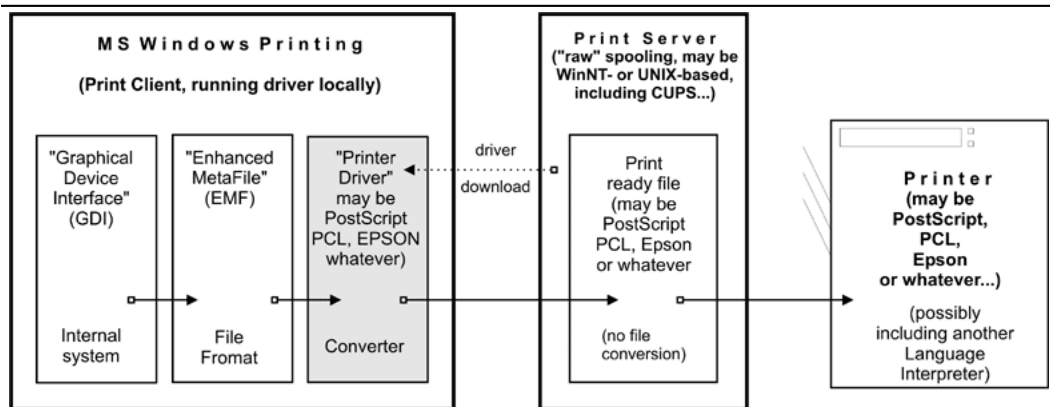 MS Windows Printing
(Print Client, running driver locally)
"Graphical
Device
Interface"
(GDI)
Internal
system
"Enhanced
MetaFile"
(EMF)
File
Fromat
"Printer
Driver"
may be
PostScript
PCL, EPSON
whatever)
Converter
driver
download
Print Server
("raw" spooling, may be
WinNT- or UNIX-based,
including CUPS...)
Print
ready file
(may be
PostScript
PCL, Epson
or whatever
(no file
conversion)
Printer
(may be
PostScript,
PCL,
Epson
or whatever...)
(possibly
including another
Language
Interpreter)